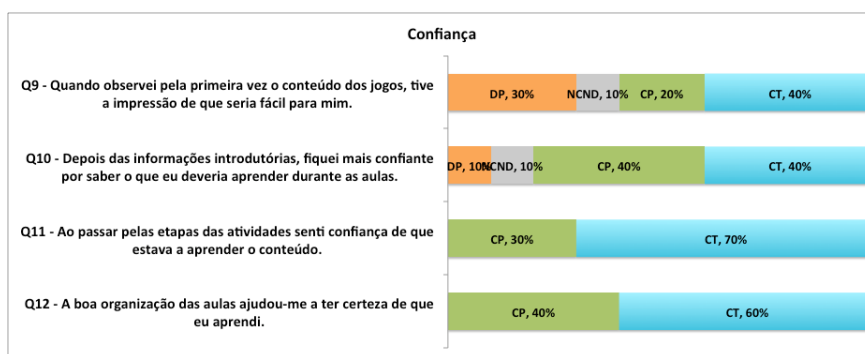 Confiança
Q9 - Quando observei pela primeira vez o conteúdo dos jogos, tive
a impressão de que seria fácil para mim.
DP, 30%
NCND, 10%
CP, 20%
CT, 40%
Q10 - Depois das informações introdutórias, fiquei mais confiante
por saber o que eu deveria aprender durante as aulas.
DP, 10%
NCND, 10%
CP, 40%
CT, 40%
Q11 - Ao passar pelas etapas das atividades senti confiança de que
estava a aprender o conteúdo.
CP, 30%
CT, 70%
Q12 - A boa organização das aulas ajudou-me a ter certeza de que
eu aprendi.
CP, 40%
CT, 60%